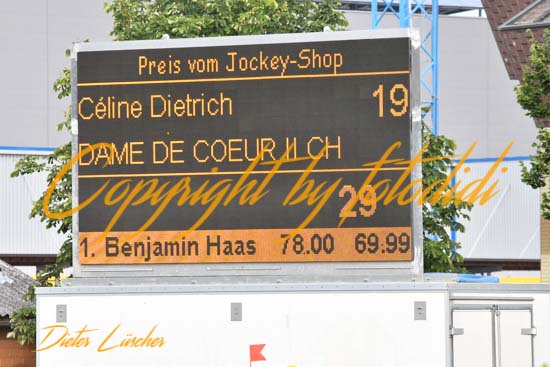 Preis vom Jockey-Shop
Céline Dietrich 19
DAME DE COEUR II CH
Copyright by fotodidi
29
1. Benjamin Haas 78.00 69.99
Dieter Lüscher